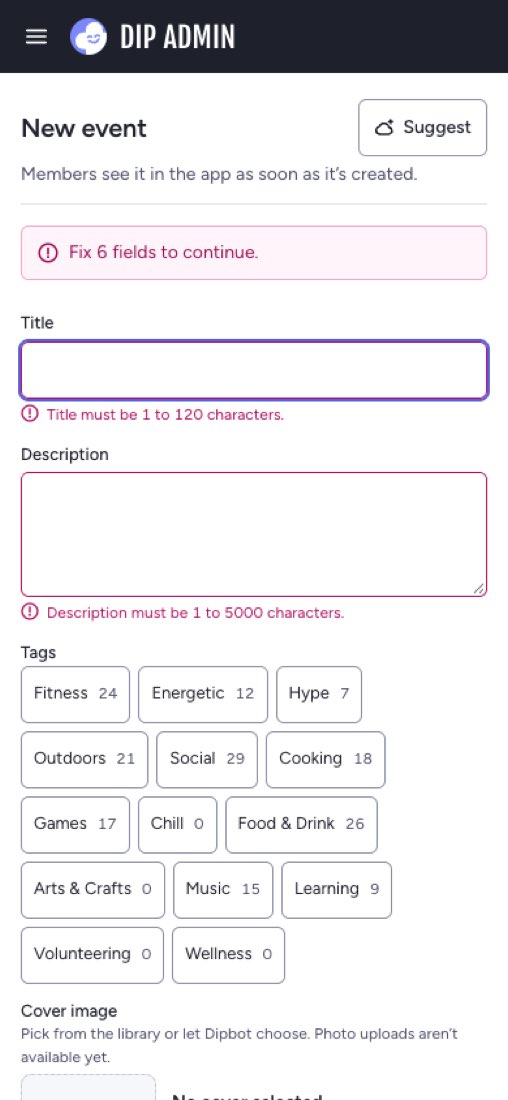 DIP ADMIN
New event
Suggest
Members see it in the app as soon as it’s created.
Fix 6 fields to continue.
Title
Title must be 1 to 120 characters.
Description
Description must be 1 to 5000 characters.
Tags
Fitness 24 Energetic 12 Hype 7
Outdoors 21 Social 29 Cooking 18
Games 17 Chill 0 Food & Drink 26
Arts & Crafts 0 Music 15 Learning 9
Volunteering 0 Wellness 0
Cover image
Pick from the library or let Dipbot choose. Photo uploads aren’t
available yet.
No cover selected